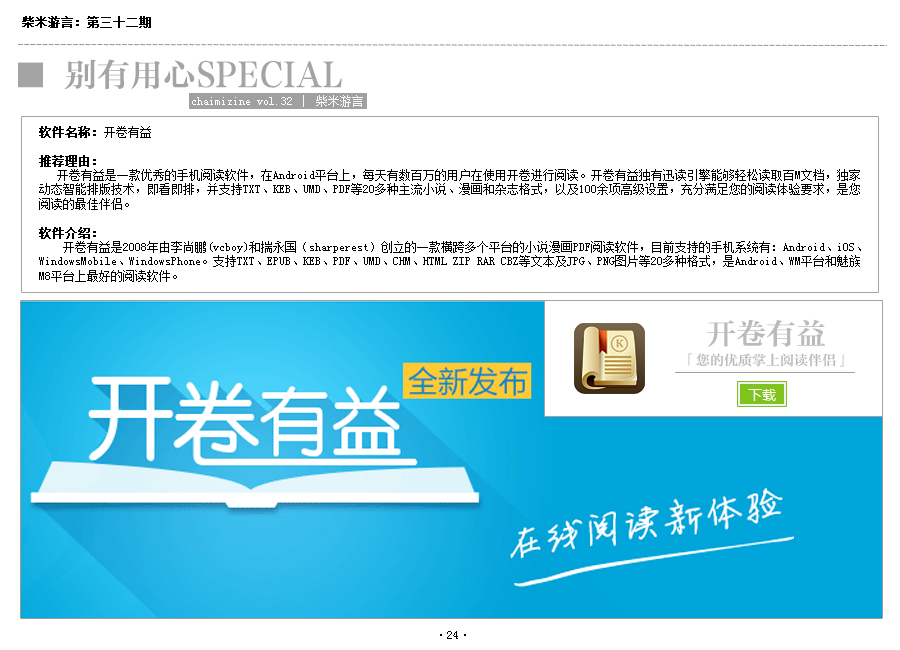 柴米游言：第三十二期
别有用心SPECIAL
chaimizine vol.32 | 柴米游言
软件名称：开卷有益
推荐理由：
开卷有益是一款优秀的手机阅读软件，在Android平台上，每天有数百万的用户在使用开卷进行阅读。开卷有益独有迅读引擎能够轻松读取百M文档，独家
动态智能排版技术，即看即排，并支持TXT、KEB、UMD、PDF等20多种主流小说、漫画和杂志格式，以及100余项高级设置，充分满足您的阅读体验要求，是您
阅读的最佳伴侣。
软件介绍：
开卷有益是2008年由李尚鹏(vcboy)和揣永国（sharperest）创立的一款横跨多个平台的小说漫画PDF阅读软件，目前支持的手机系统有：Android、iOS、
WindowsMobile、WindowsPhone。支持TXT、EPUB、KEB、PDF、UMD、CHM、HTML ZIP RAR CBZ等文本及JPG、PNG图片等20多种格式，是Android、WM平台和魅族
M8平台上最好的阅读软件。
开卷有益
全新发布
K
开卷有益
「您的优质掌上阅读伴侣」
下载
在线阅读新体验
·24·